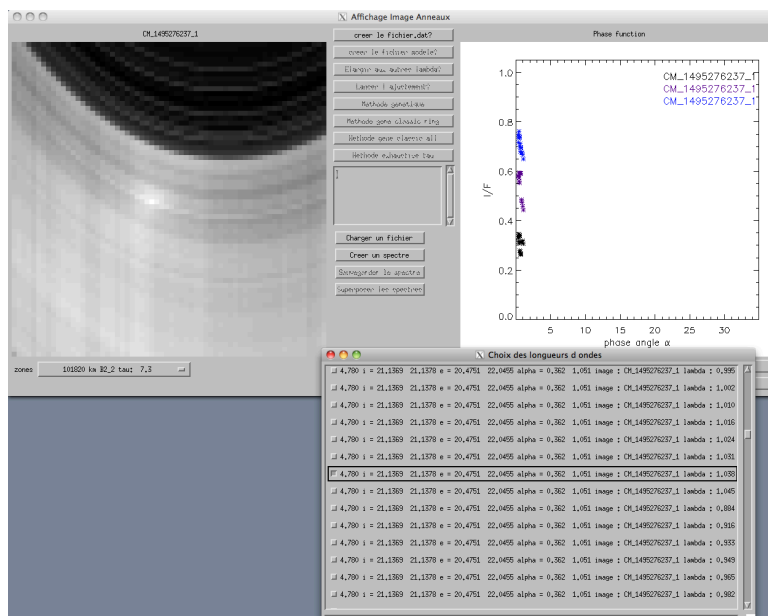 Affichage Image Anneaux
CM_1495276237_1
creer le fichier.dat?
creer le fichier modele?
Elargir aux autres lambda?
Lancer l ajustement?
Methode genetique
Methode gene classic ring
Methode gene classic all
Methode exhaustive tau
Charger un fichier
Creer un spectre
Sauvegarder le spectre
Superposer les spectres
Phase function
CM_1495276237_1
CM_1495276237_1
CM_1495276237_1
1.0
0.8
0.6
0.4
0.2
0.0
I/F
5 10 15 20 25 30
phase angle α
zones 101820 km B2_2 tau: 7.3
Choix des longueurs d ondes
4.780 i = 21.1369 21.1378 e = 20.4751 22.0455 alpha = 0.362 1.051 image : CM_1495276237_1 lambda : 0.995
4.780 i = 21.1369 21.1378 e = 20.4751 22.0455 alpha = 0.362 1.051 image : CM_1495276237_1 lambda : 1.002
4.780 i = 21.1369 21.1378 e = 20.4751 22.0455 alpha = 0.362 1.051 image : CM_1495276237_1 lambda : 1.010
4.780 i = 21.1369 21.1378 e = 20.4751 22.0455 alpha = 0.362 1.051 image : CM_1495276237_1 lambda : 1.016
4.780 i = 21.1369 21.1378 e = 20.4751 22.0455 alpha = 0.362 1.051 image : CM_1495276237_1 lambda : 1.024
4.780 i = 21.1369 21.1378 e = 20.4751 22.0455 alpha = 0.362 1.051 image : CM_1495276237_1 lambda : 1.031
4.780 i = 21.1369 21.1378 e = 20.4751 22.0455 alpha = 0.362 1.051 image : CM_1495276237_1 lambda : 1.038
4.780 i = 21.1369 21.1378 e = 20.4751 22.0455 alpha = 0.362 1.051 image : CM_1495276237_1 lambda : 1.045
4.780 i = 21.1369 21.1378 e = 20.4751 22.0455 alpha = 0.362 1.051 image : CM_1495276237_1 lambda : 0.884
4.780 i = 21.1369 21.1378 e = 20.4751 22.0455 alpha = 0.362 1.051 image : CM_1495276237_1 lambda : 0.916
4.780 i = 21.1369 21.1378 e = 20.4751 22.0455 alpha = 0.362 1.051 image : CM_1495276237_1 lambda : 0.933
4.780 i = 21.1369 21.1378 e = 20.4751 22.0455 alpha = 0.362 1.051 image : CM_1495276237_1 lambda : 0.949
4.780 i = 21.1369 21.1378 e = 20.4751 22.0455 alpha = 0.362 1.051 image : CM_1495276237_1 lambda : 0.965
4.780 i = 21.1369 21.1378 e = 20.4751 22.0455 alpha = 0.362 1.051 image : CM_1495276237_1 lambda : 0.982